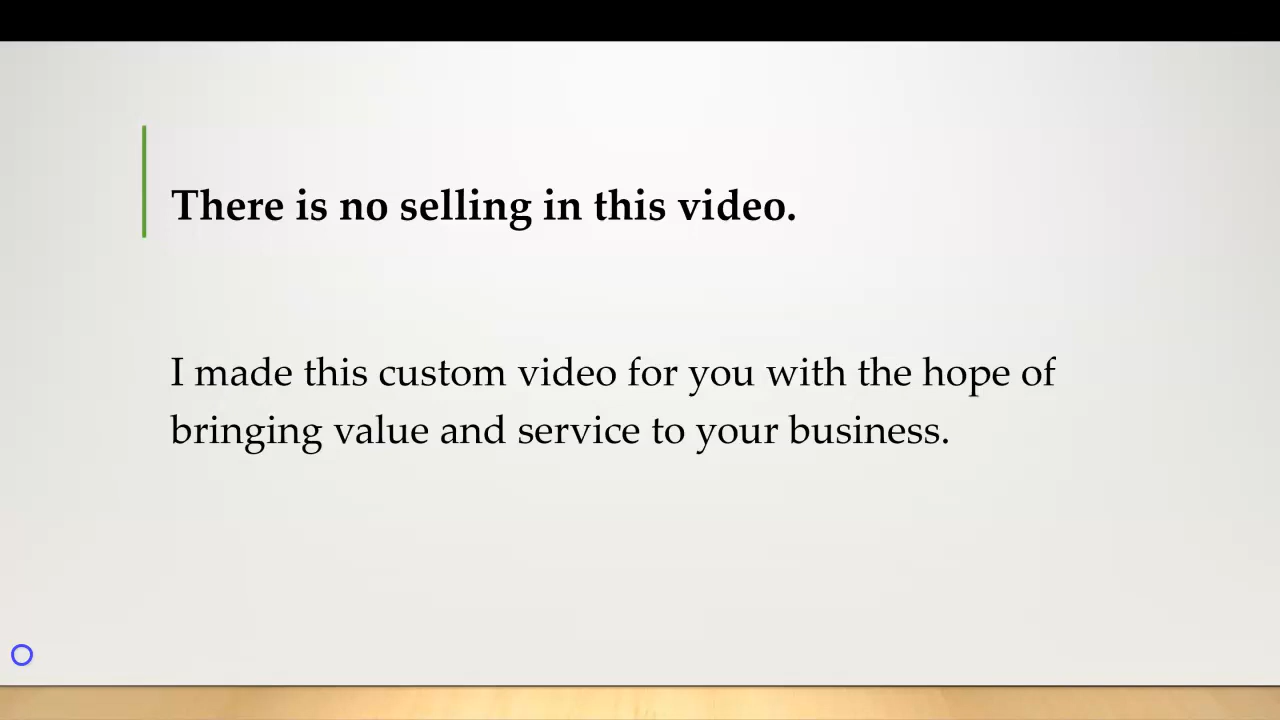 There is no selling in this video.
I made this custom video for you with the hope of
bringing value and service to your business.